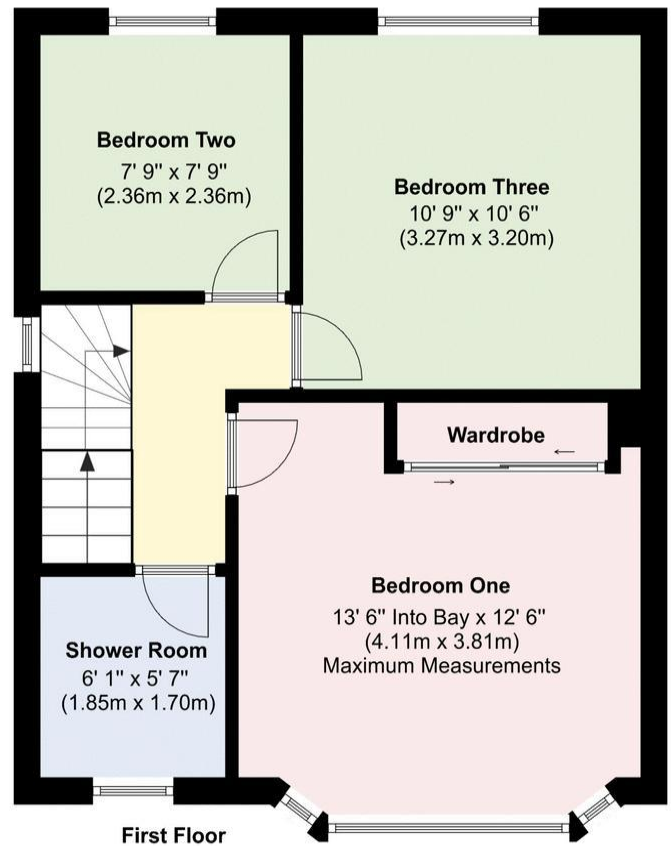 Bedroom Two
7' 9" x 7' 9"
(2.36m x 2.36m)
Bedroom Three
10' 9" x 10' 6"
(3.27m x 3.20m)
Wardrobe
Bedroom One
13' 6" Into Bay x 12' 6"
(4.11m x 3.81m)
Maximum Measurements
Shower Room
6' 1" x 5' 7"
(1.85m x 1.70m)
First Floor